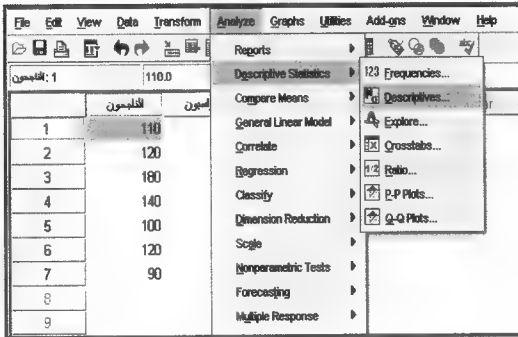 File Edit View Data Transform Analyze Graphs Utilities Add-ons Window Help
1 : الناجحون 110.0
الناجحون
1 110
2 120
3 180
4 140
5 100
6 120
7 90
8
9
Reports
Descriptive Statistics
Compare Means
General Linear Model
Correlate
Regression
Classify
Dimension Reduction
Scale
Nonparametric Tests
Forecasting
Multiple Response
123 Frequencies...
Descriptives...
Explore...
Crosstabs...
1/2 Ratio...
P-P Plots...
Q-Q Plots...